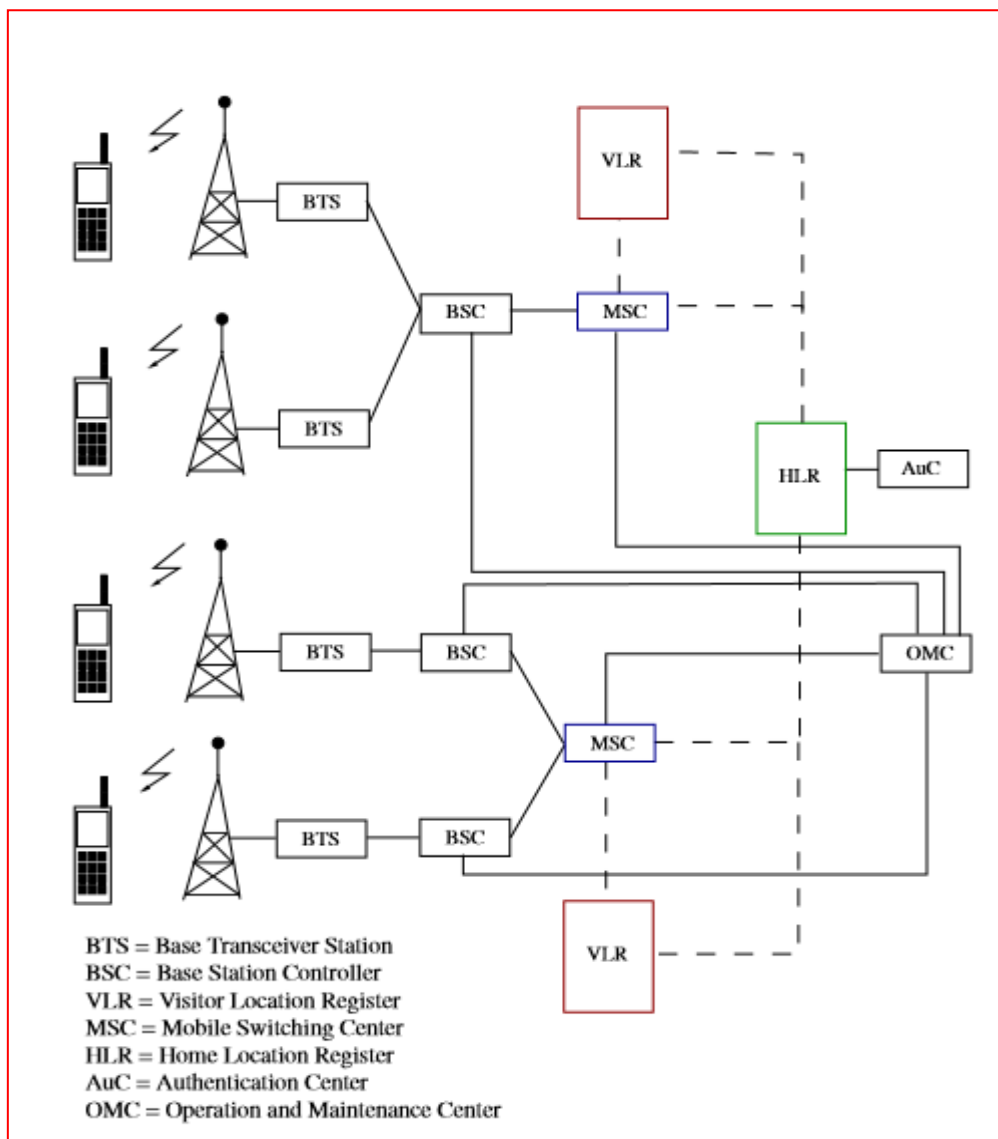 VLR
BTS
BSC
MSC
BTS
HLR
AuC
BTS
BSC
OMC
MSC
BTS
BSC
VLR
BTS = Base Transceiver Station
BSC = Base Station Controller
VLR = Visitor Location Register
MSC = Mobile Switching Center
HLR = Home Location Register
AuC = Authentication Center
OMC = Operation and Maintenance Center